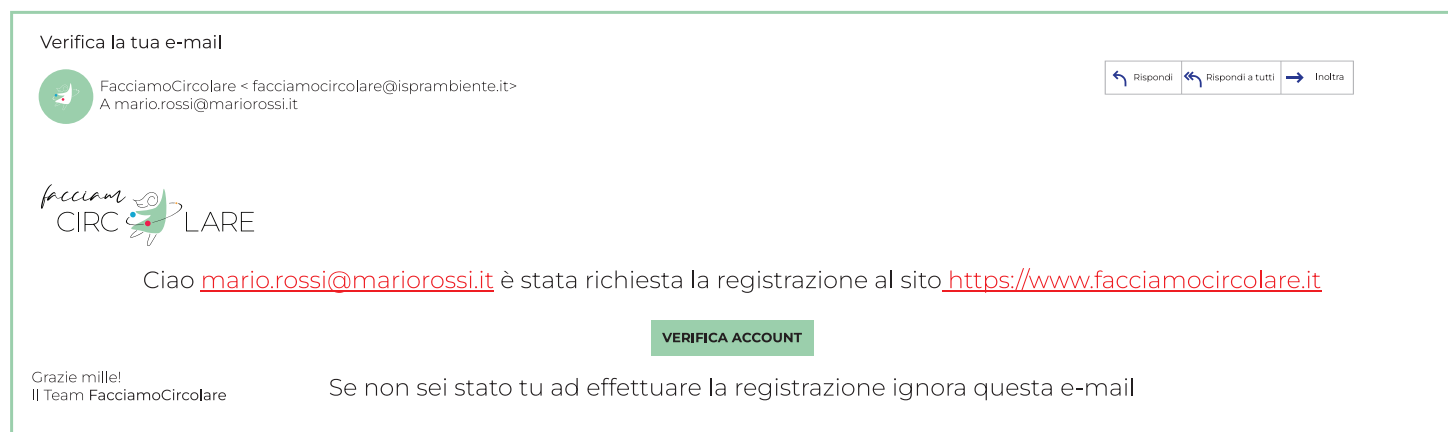 Verifica la tua e-mail
FacciamoCircolare < facciamocircolare@isprambiente.it>
A mario.rossi@mariorossi.it
Rispondi Rispondi a tutti Inoltra
facciam
CIRC LARE
Ciao mario.rossi@mariorossi.it è stata richiesta la registrazione al sito https://www.facciamocircolare.it
VERIFICA ACCOUNT
Grazie mille!
Il Team FacciamoCircolare
Se non sei stato tu ad effettuare la registrazione ignora questa e-mail